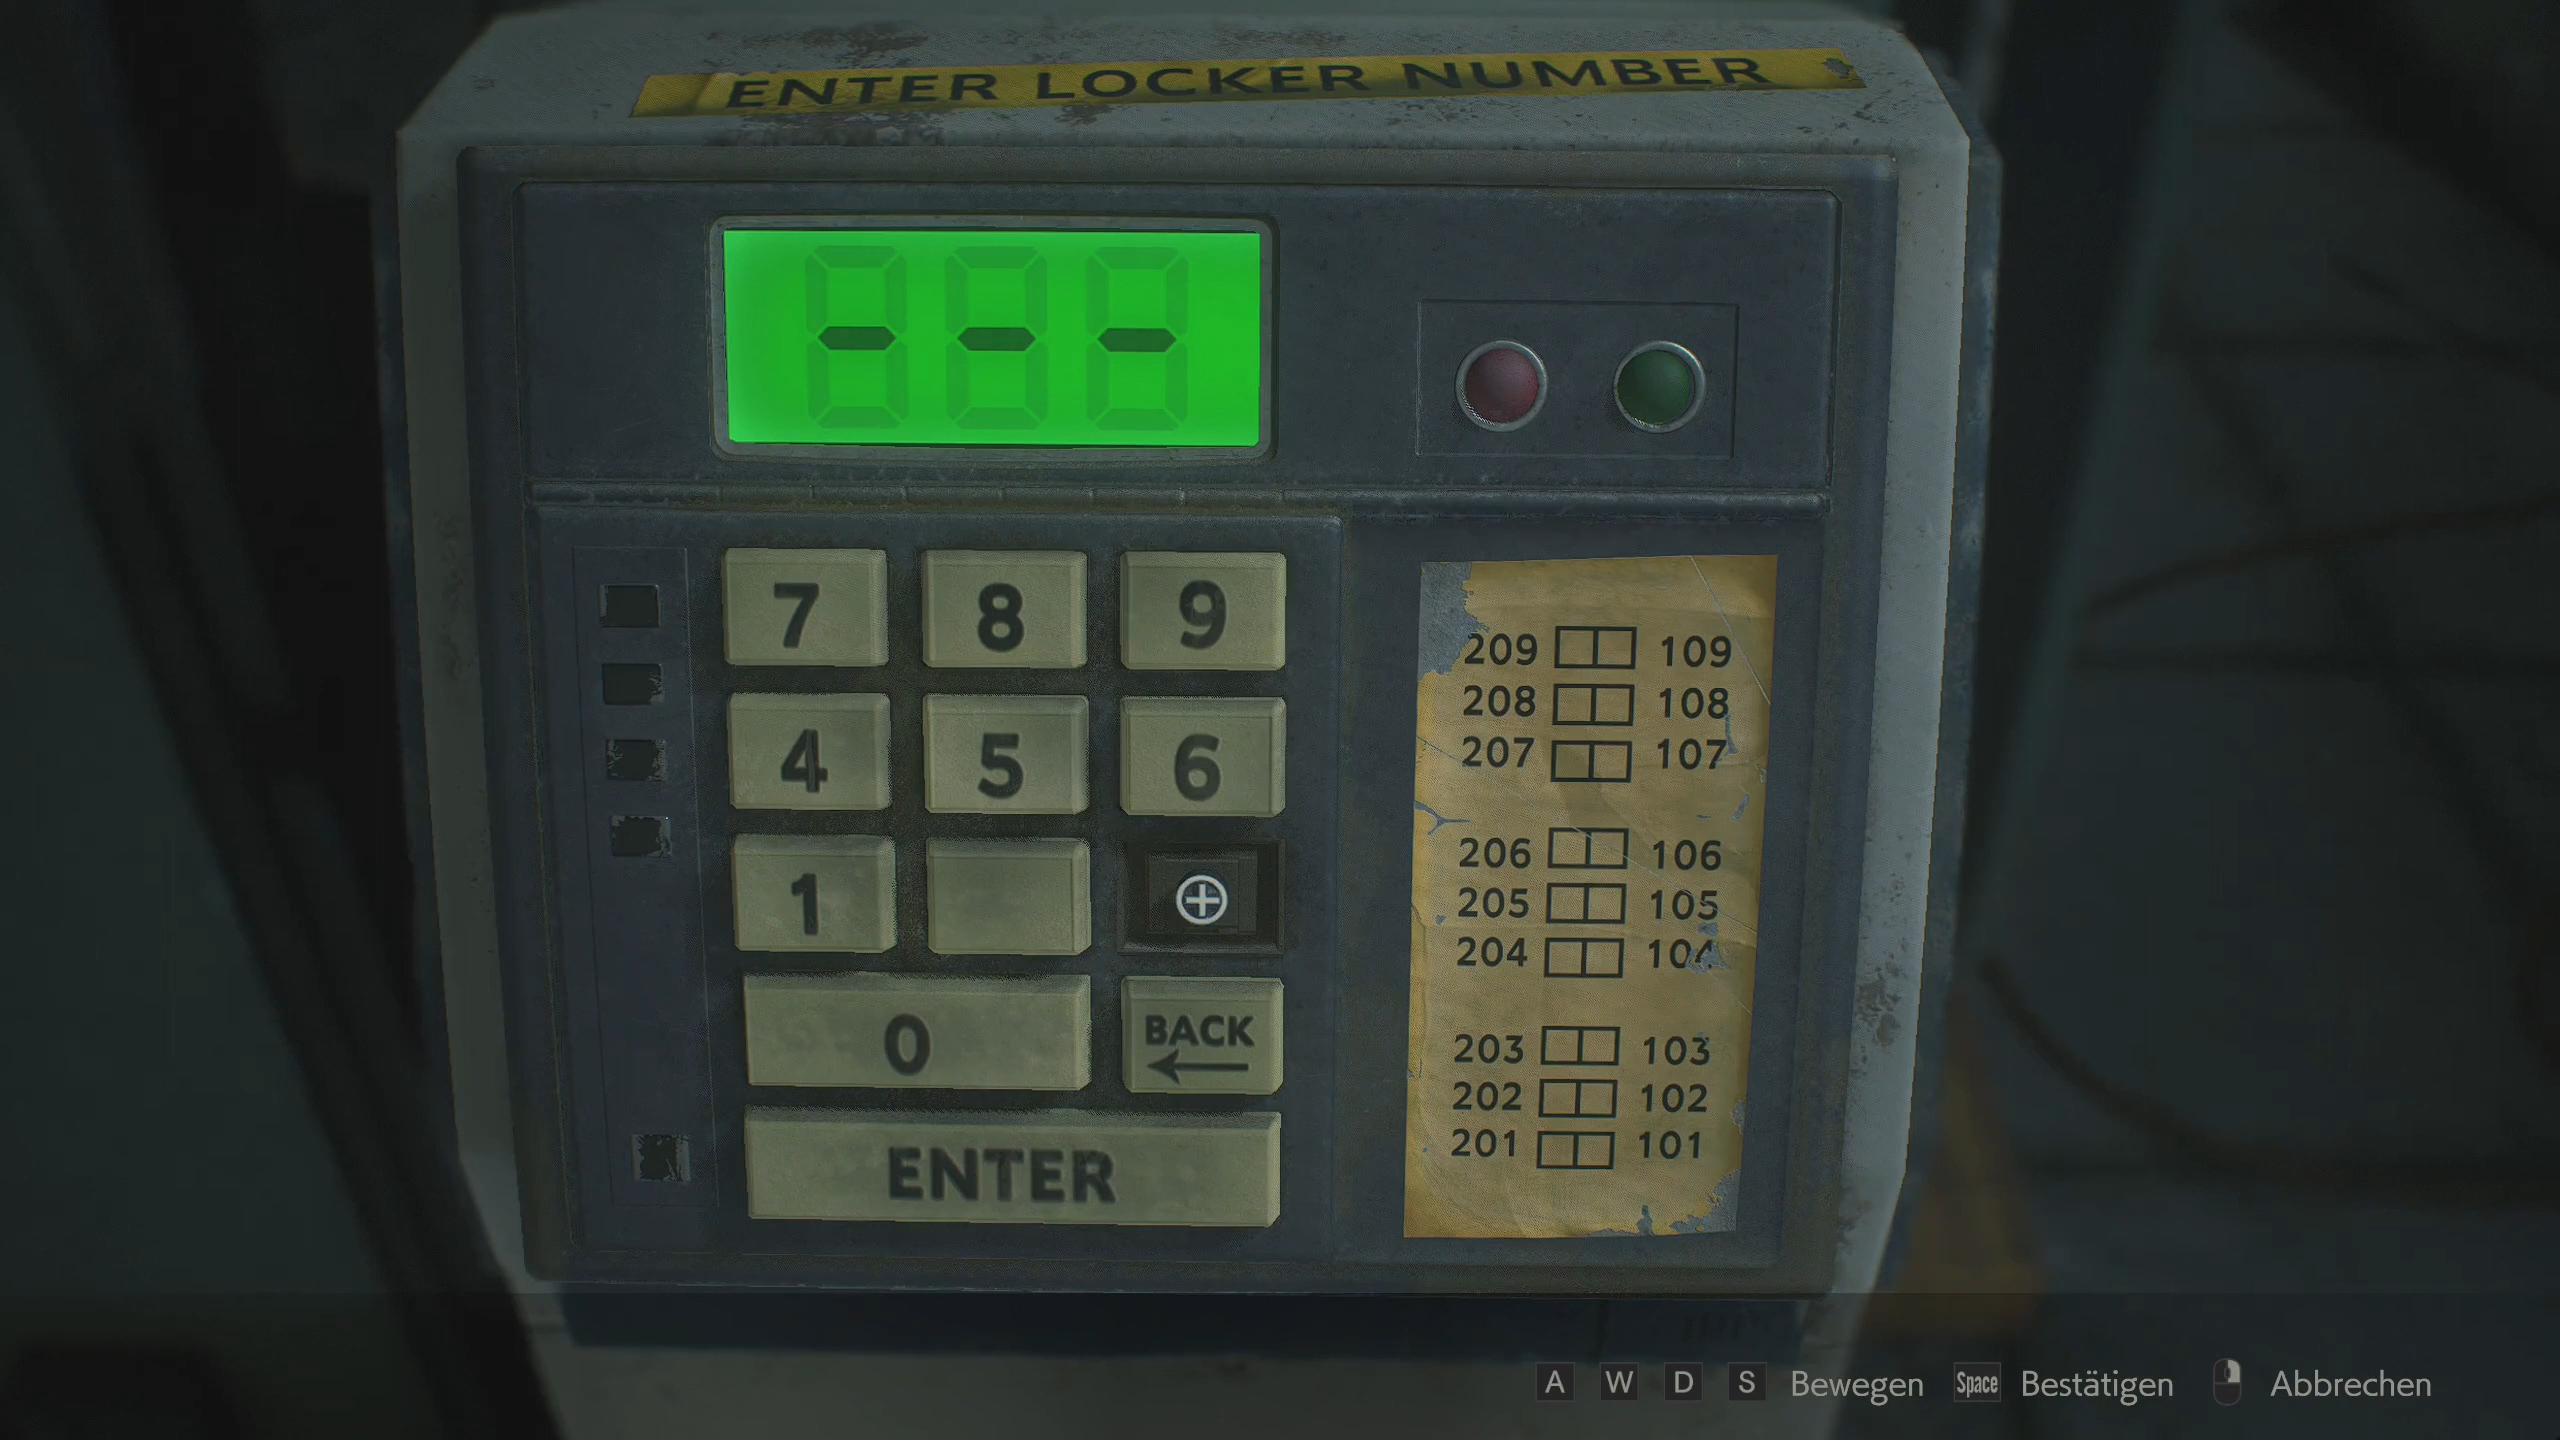 ENTER LOCKER NUMBER
7 8 9
4 5 6
1
0 BACK
ENTER
209 109
208 108
207 107
206 106
205 105
204 104
203 103
202 102
201 101
A W D S Bewegen Space Bestätigen Abbrechen